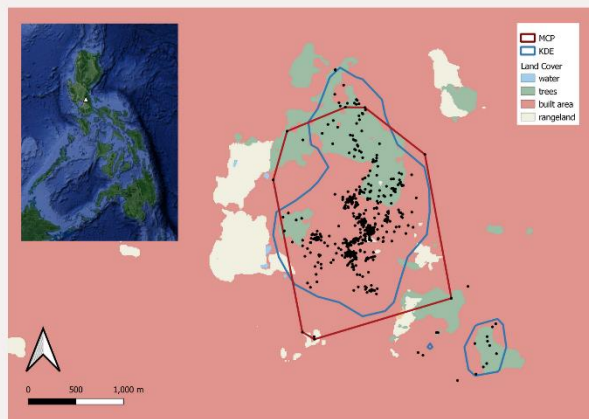 MCP
KDE
Land Cover
water
trees
built area
rangeland
0 500 1,000 m